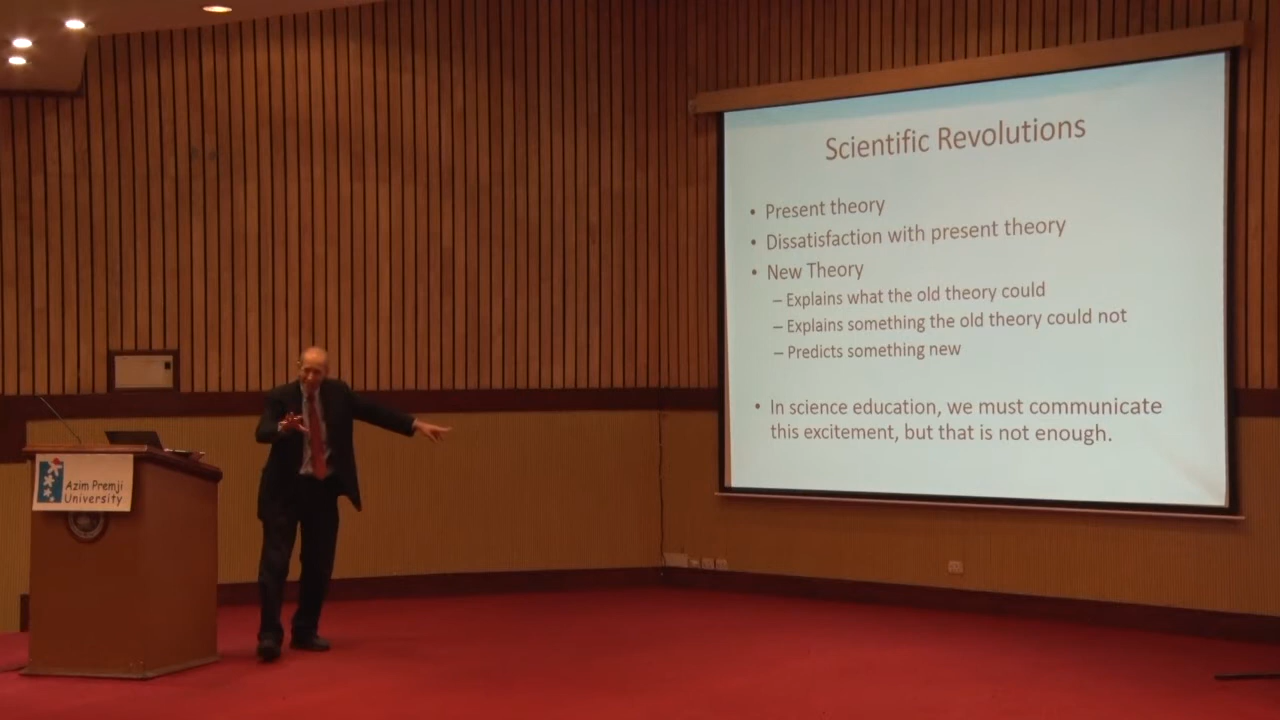 Scientific Revolutions
• Present theory
• Dissatisfaction with present theory
• New Theory
– Explains what the old theory could
– Explains something the old theory could not
– Predicts something new
• In science education, we must communicate
this excitement, but that is not enough.
Azim Premji
University